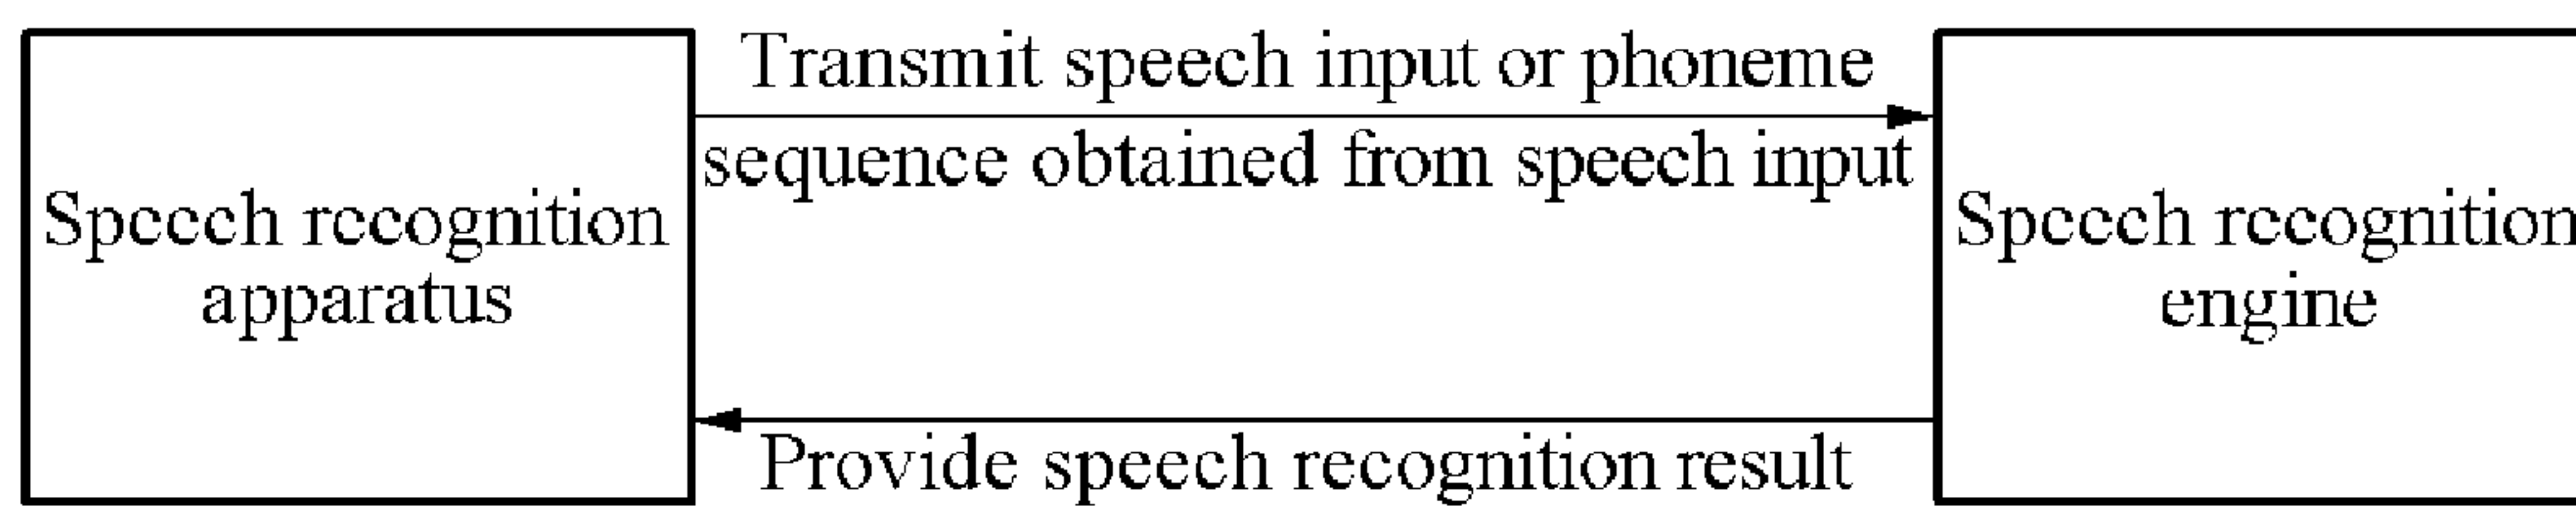 Transmit speech input or phoneme
sequence obtained from speech input
Speech recognition
apparatus
Speech recognition
engine
Provide speech recognition result